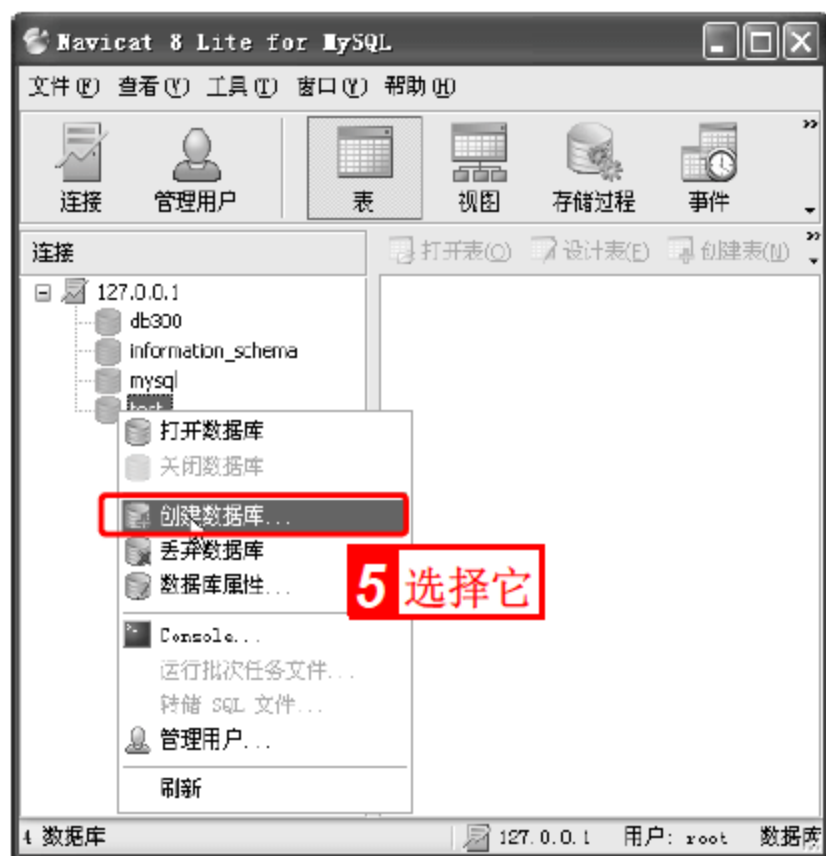 Navicat 8 Lite for MySQL
文件(F) 查看(V) 工具(T) 窗口(Y) 帮助(H)
连接 管理用户 表 视图 存储过程 事件
连接
打开表(O) 设计表(E) 创建表(N)
127.0.0.1
db300
information_schema
mysql
test
打开数据库
关闭数据库
创建数据库...
丢弃数据库
数据库属性...
5 选择它
Console...
运行批次任务文件...
转储 SQL 文件...
管理用户...
刷新
4 数据库 127.0.0.1 用户: root 数据库